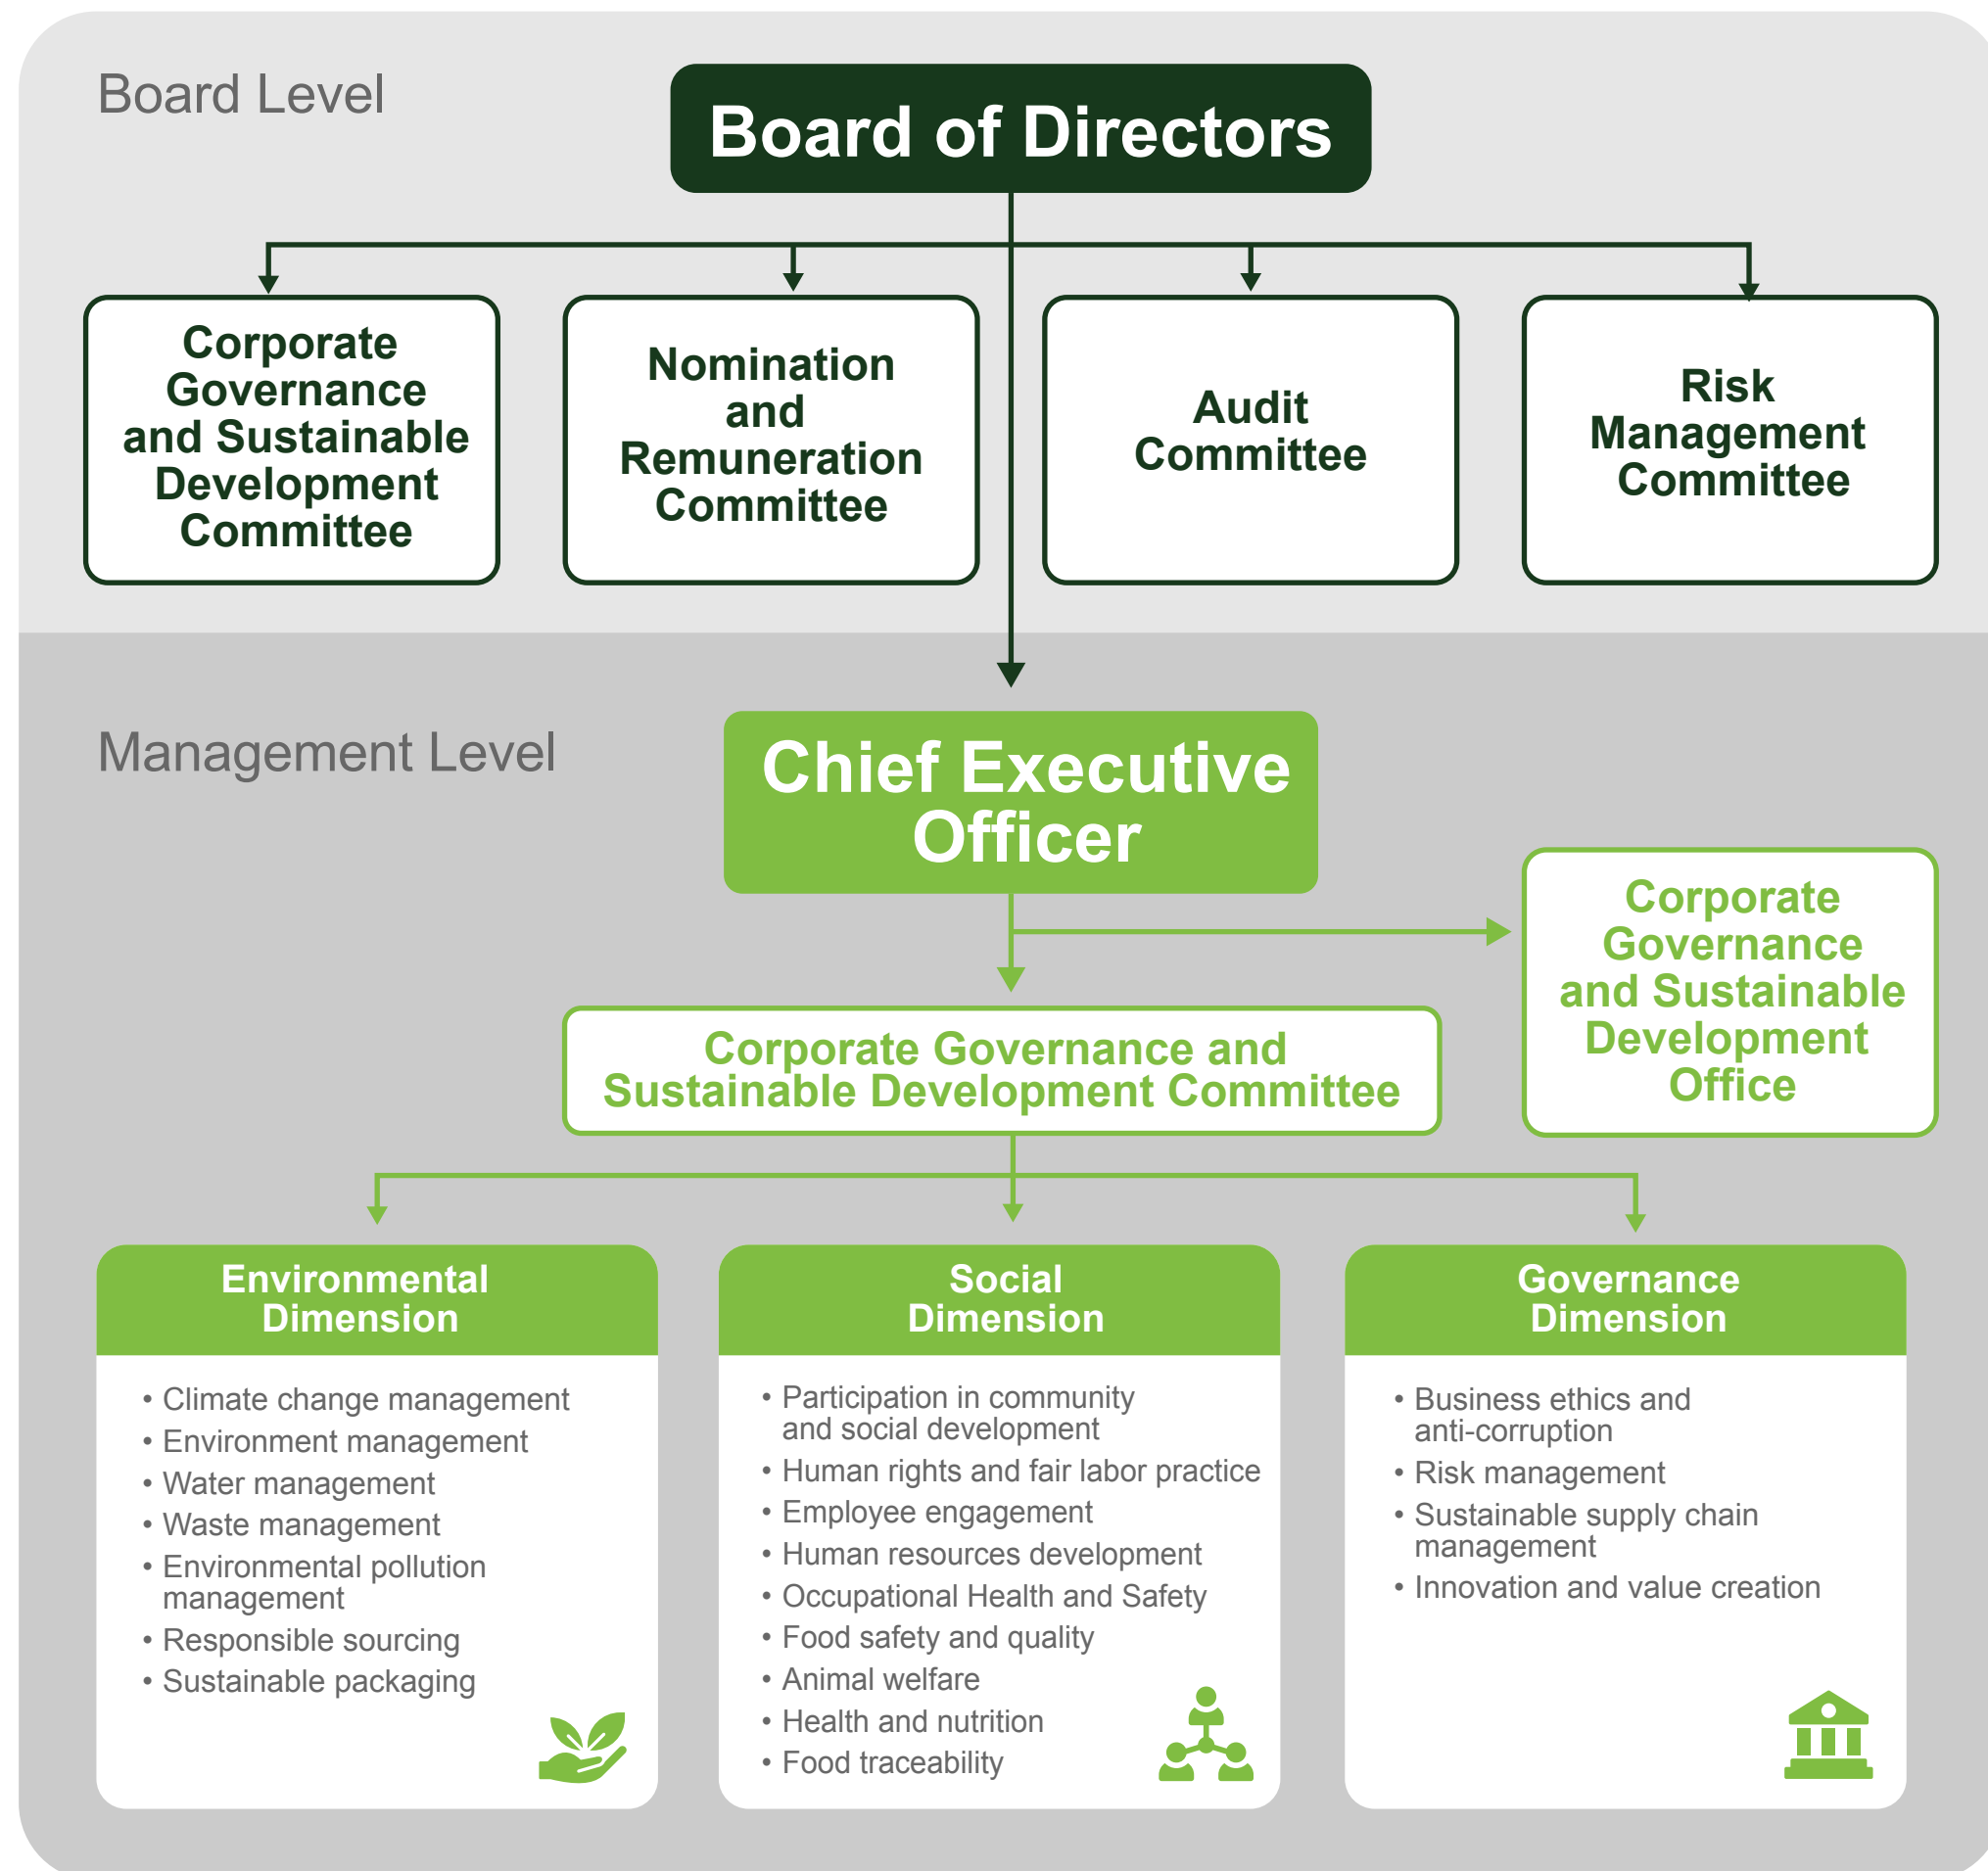 Board Level
Board of Directors
Corporate
Governance
and Sustainable
Development
Committee
Nomination
and
Remuneration
Committee
Audit
Committee
Risk
Management
Committee
Management Level
Chief Executive
Officer
Corporate
Governance
and Sustainable
Development
Office
Corporate Governance and
Sustainable Development Committee
Environmental
Dimension
• Climate change management
• Environment management
• Water management
• Waste management
• Environmental pollution
management
• Responsible sourcing
• Sustainable packaging
Social
Dimension
• Participation in community
and social development
• Human rights and fair labor practice
• Employee engagement
• Human resources development
• Occupational Health and Safety
• Food safety and quality
• Animal welfare
• Health and nutrition
• Food traceability
Governance
Dimension
• Business ethics and
anti-corruption
• Risk management
• Sustainable supply chain
management
• Innovation and value creation